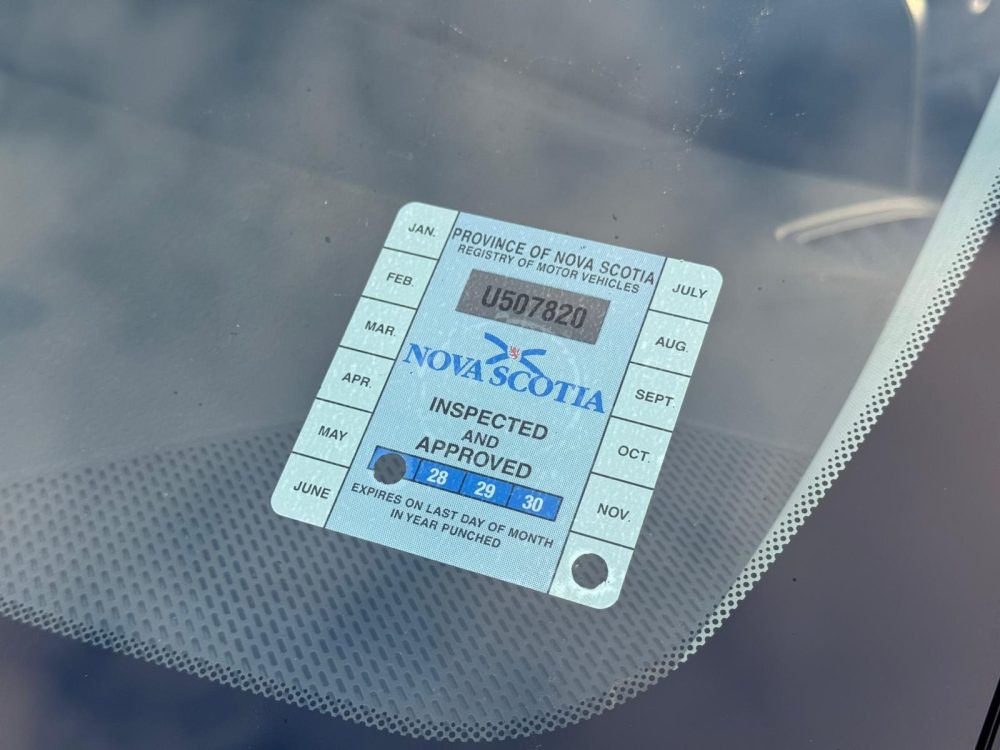 JAN.
FEB.
MAR.
APR.
MAY
JUNE
PROVINCE OF NOVA SCOTIA
REGISTRY OF MOTOR VEHICLES
U507820
NOVA SCOTIA
INSPECTED
AND
APPROVED
28 29 30
EXPIRES ON LAST DAY OF MONTH
IN YEAR PUNCHED
JULY
AUG.
SEPT.
OCT.
NOV.